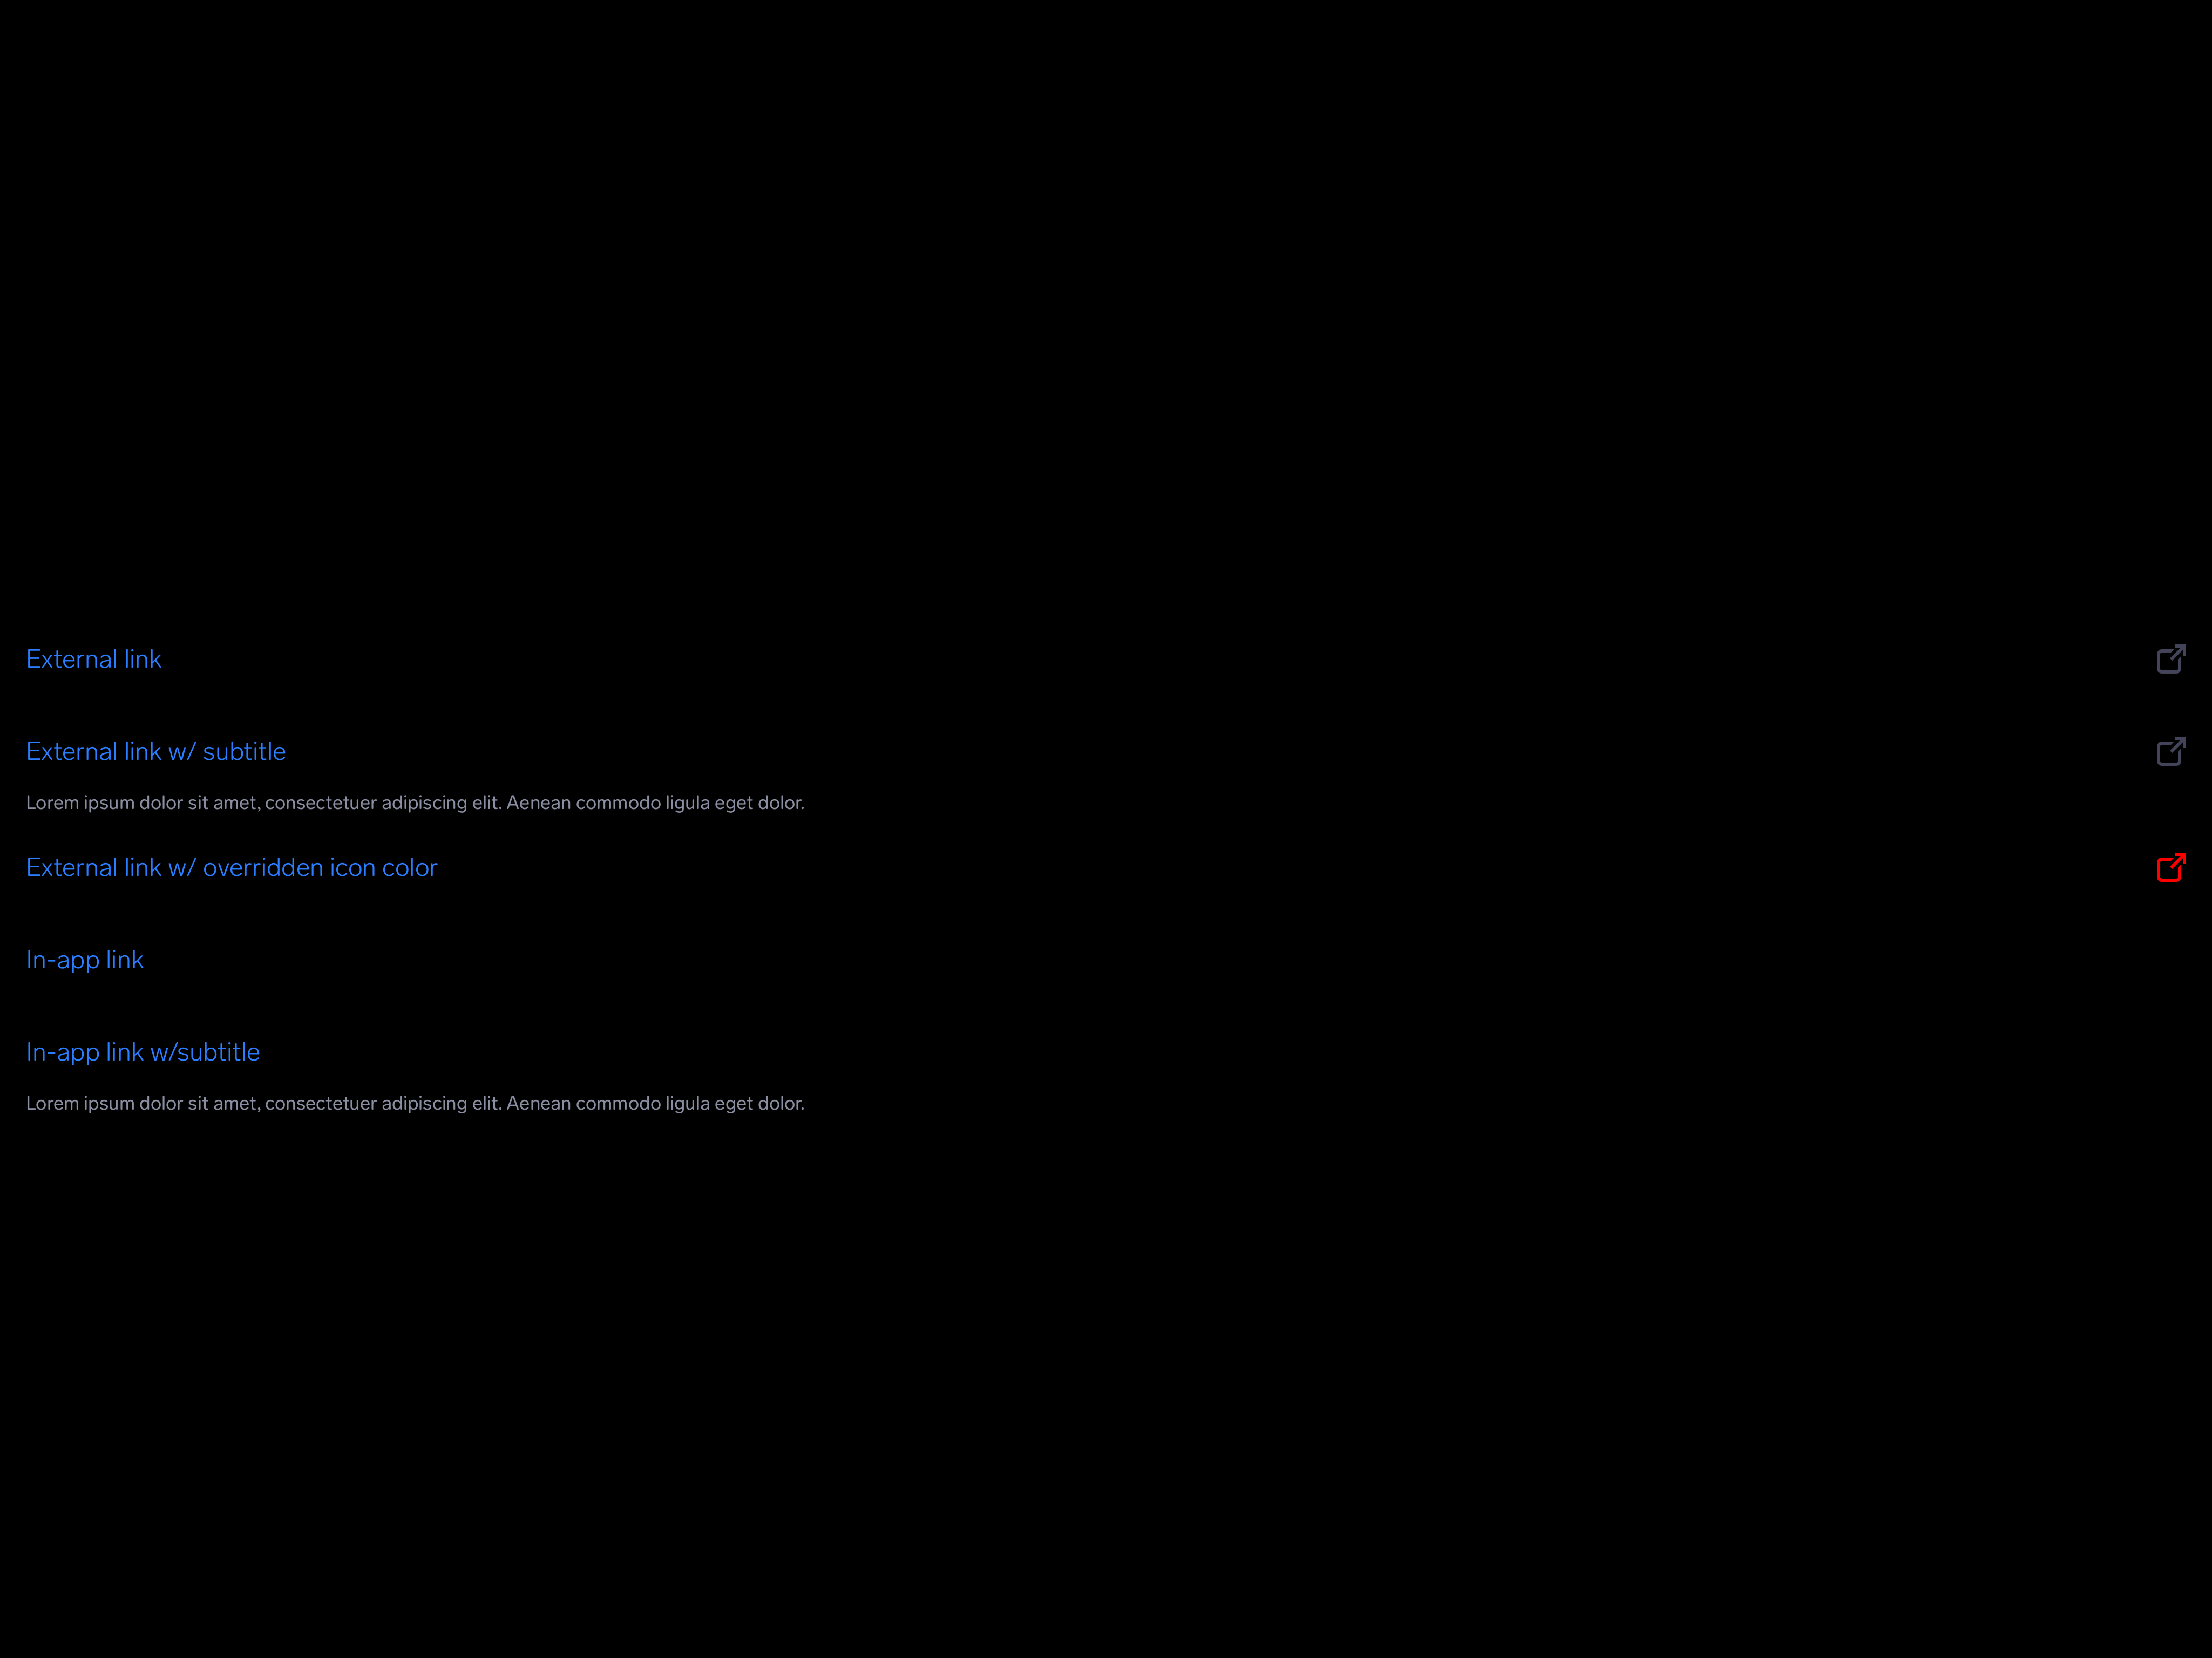 External link
External link w/ subtitle
Lorem ipsum dolor sit amet, consectetuer adipiscing elit. Aenean commodo ligula eget dolor.
External link w/ overridden icon color
In-app link
In-app link w/subtitle
Lorem ipsum dolor sit amet, consectetuer adipiscing elit. Aenean commodo ligula eget dolor.